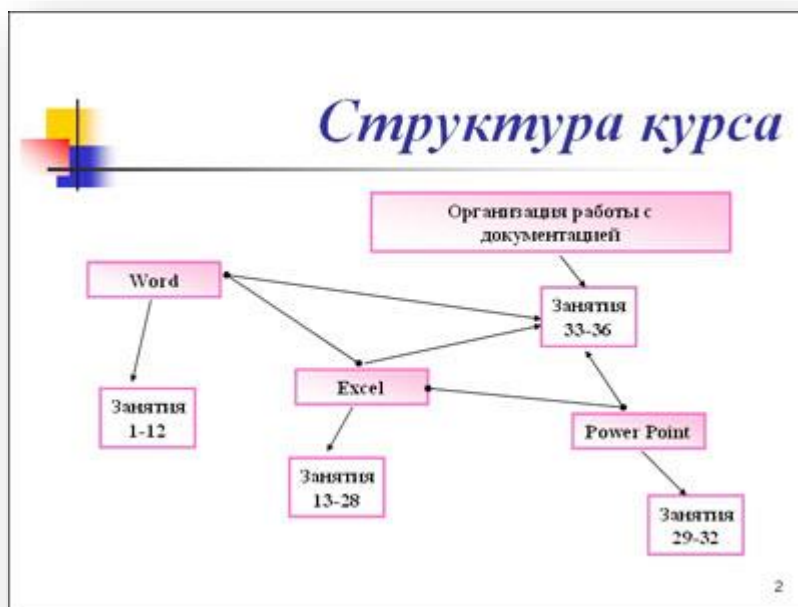 Структура курса
Организация работы с
документацией
Word
Занятия
33-36
Excel
Занятия
1-12
Power Point
Занятия
13-28
Занятия
29-32
2